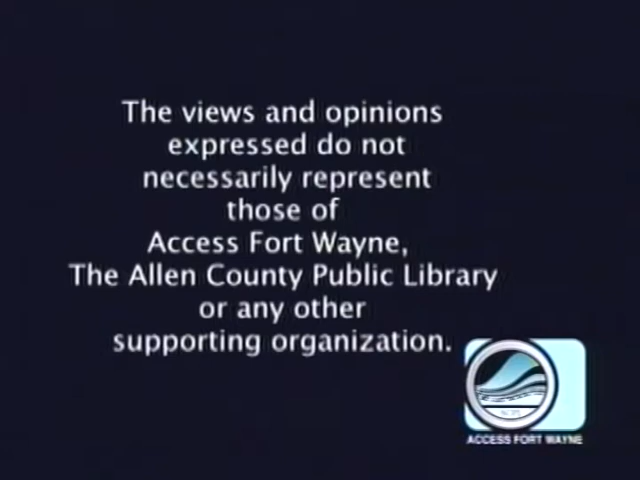 The views and opinions
expressed do not
necessarily represent
those of
Access Fort Wayne,
The Allen County Public Library
or any other
supporting organization.
ACCESS FORT WAYNE